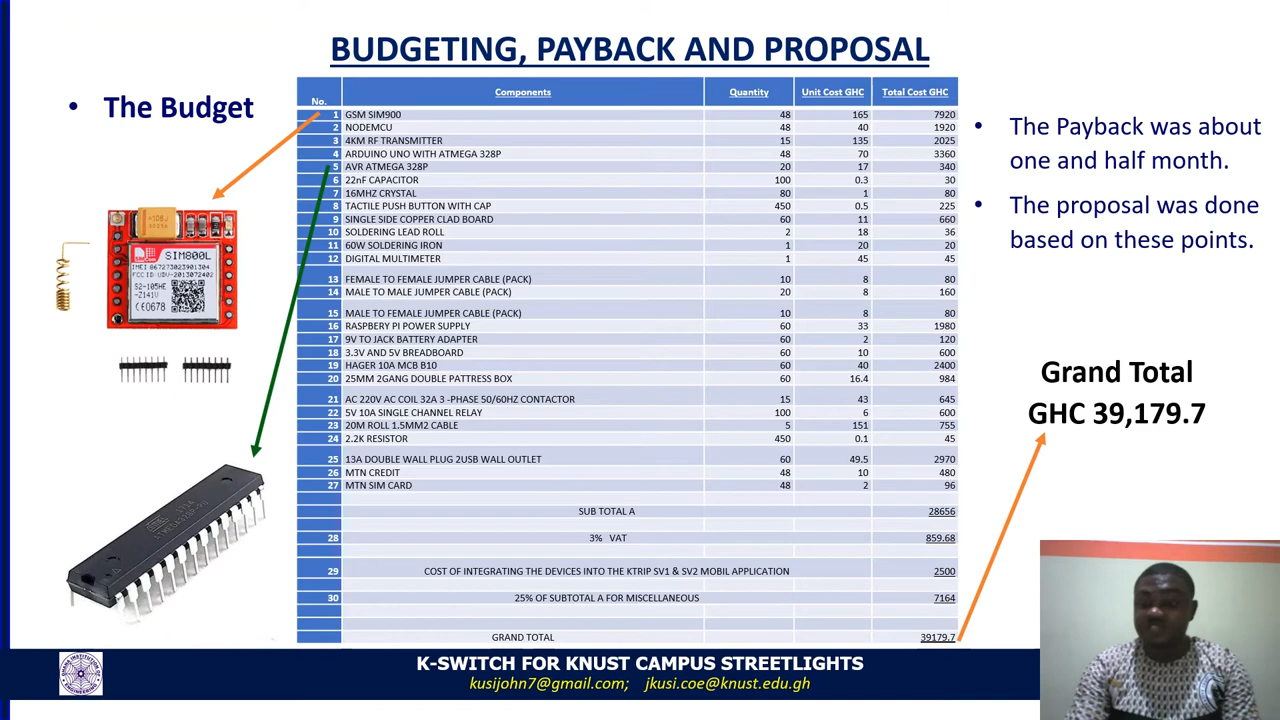 BUDGETING, PAYBACK AND PROPOSAL
• The Budget
No. Components Quantity Unit Cost GHC Total Cost GHC
1 GSM SIM900 48 165 7920
2 NODEMCU 48 40 1920
3 4KM RF TRANSMITTER 15 135 2025
4 ARDUINO UNO WITH ATMEGA 328P 48 70 3360
5 AVR ATMEGA 328P 20 17 340
6 22nF CAPACITOR 100 0.3 30
7 16MHZ CRYSTAL 80 1 80
8 TACTILE PUSH BUTTON WITH CAP 450 0.5 225
9 SINGLE SIDE COPPER CLAD BOARD 60 11 660
10 SOLDERING LEAD ROLL 2 18 36
11 60W SOLDERING IRON 1 20 20
12 DIGITAL MULTIMETER 1 45 45
13 FEMALE TO FEMALE JUMPER CABLE (PACK) 10 8 80
14 MALE TO MALE JUMPER CABLE (PACK) 20 8 160
15 MALE TO FEMALE JUMPER CABLE (PACK) 10 8 80
16 RASPBERY PI POWER SUPPLY 60 33 1980
17 9V TO JACK BATTERY ADAPTER 60 2 120
18 3.3V AND 5V BREADBOARD 60 10 600
19 HAGER 10A MCB B10 60 40 2400
20 25MM 2GANG DOUBLE PATTRESS BOX 60 16.4 984
21 AC 220V AC COIL 32A 3 -PHASE 50/60HZ CONTACTOR 15 43 645
22 5V 10A SINGLE CHANNEL RELAY 100 6 600
23 20M ROLL 1.5MM2 CABLE 5 151 755
24 2.2K RESISTOR 450 0.1 45
25 13A DOUBLE WALL PLUG 2USB WALL OUTLET 60 49.5 2970
26 MTN CREDIT 48 10 480
27 MTN SIM CARD 48 2 96
SUB TOTAL A 28656
28 3% VAT 859.68
29 COST OF INTEGRATING THE DEVICES INTO THE KTRIP SV1 & SV2 MOBIL APPLICATION 2500
30 25% OF SUBTOTAL A FOR MISCELLANEOUS 7164
GRAND TOTAL 39179.7
• The Payback was about
one and half month.
• The proposal was done
based on these points.
Grand Total
GHC 39,179.7
SIM800L
S2-105HE
-Z141V
CE0678
K-SWITCH FOR KNUST CAMPUS STREETLIGHTS
kusijohn7@gmail.com; jkusi.coe@knust.edu.gh